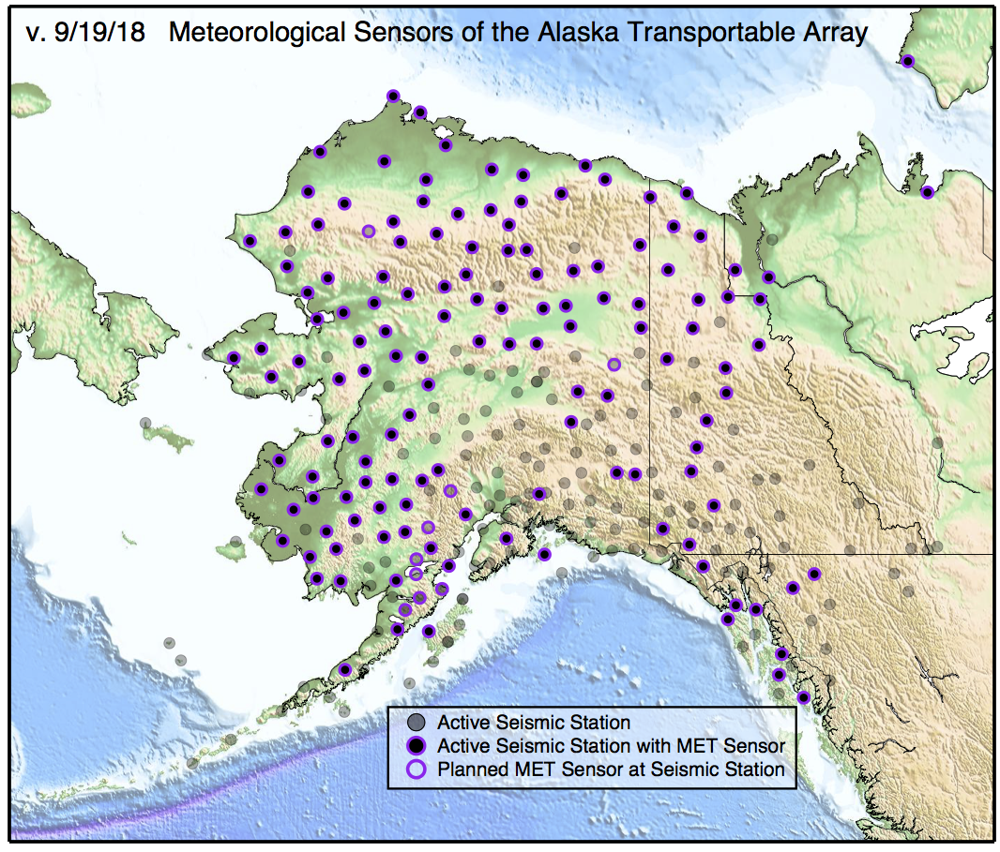 v. 9/19/18 Meteorological Sensors of the Alaska Transportable Array
Active Seismic Station
Active Seismic Station with MET Sensor
Planned MET Sensor at Seismic Station